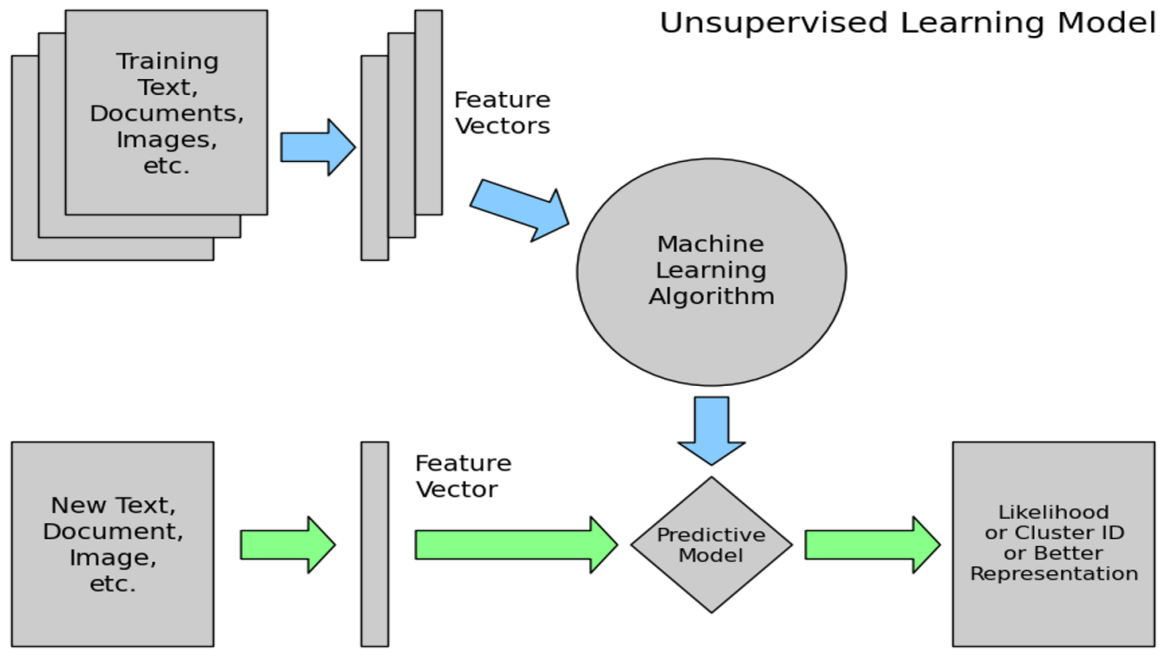 Unsupervised Learning Model
Training
Text,
Documents,
Images,
etc.
Feature
Vectors
Machine
Learning
Algorithm
New Text,
Document,
Image,
etc.
Feature
Vector
Predictive
Model
Likelihood
or Cluster ID
or Better
Representation